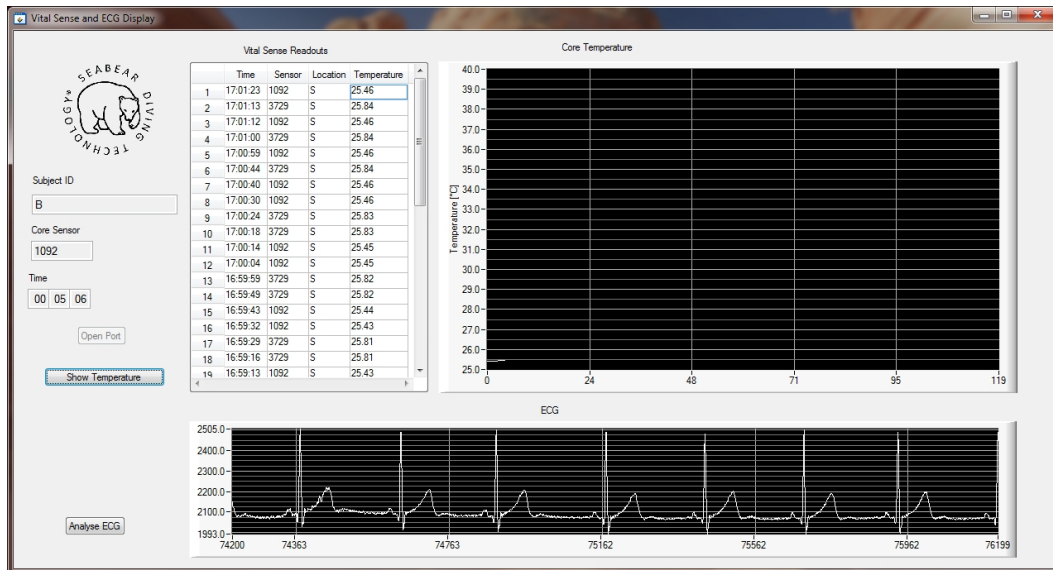 Vital Sense and ECG Display
SEABEAR DIVING TECHNOLOGY®
Subject ID
B
Core Sensor
1092
Time
00 05 06
Open Port
Show Temperature
Analyse ECG
Vital Sense Readouts
Time Sensor Location Temperature
1 17:01:23 1092 S 25.46
2 17:01:13 3729 S 25.84
3 17:01:12 1092 S 25.46
4 17:01:00 3729 S 25.84
5 17:00:59 1092 S 25.46
6 17:00:44 3729 S 25.84
7 17:00:40 1092 S 25.46
8 17:00:30 1092 S 25.46
9 17:00:24 3729 S 25.83
10 17:00:18 3729 S 25.83
11 17:00:14 1092 S 25.45
12 17:00:04 1092 S 25.45
13 16:59:59 3729 S 25.82
14 16:59:49 3729 S 25.82
15 16:59:43 1092 S 25.44
16 16:59:32 1092 S 25.43
17 16:59:29 3729 S 25.81
18 16:59:16 3729 S 25.81
19 16:59:13 1092 S 25.43
Core Temperature
Temperature [°C]
40.0
39.0
38.0
37.0
36.0
35.0
34.0
33.0
32.0
31.0
30.0
29.0
28.0
27.0
26.0
25.0
0 24 48 71 95 119
ECG
2505.0
2400.0
2300.0
2200.0
2100.0
1993.0
74200 74363 74763 75162 75562 75962 76199